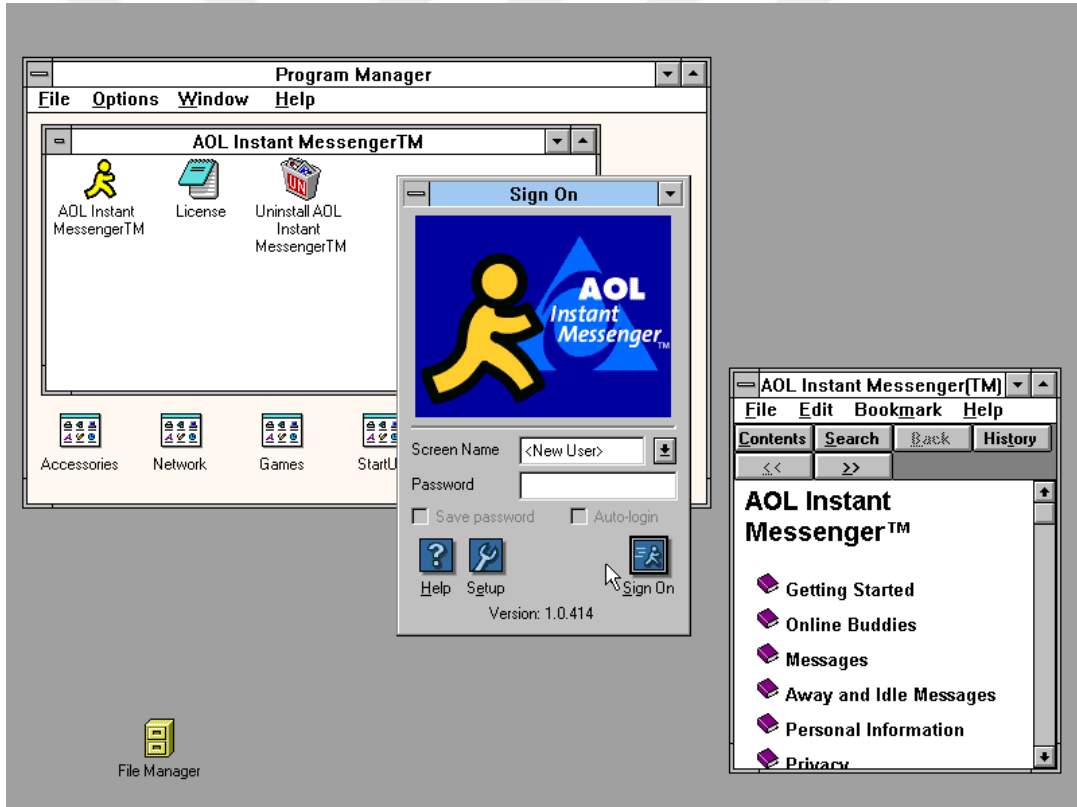 Program Manager
File Options Window Help
AOL Instant MessengerTM
AOL Instant
MessengerTM
License
Uninstall AOL
Instant
MessengerTM
Accessories
Network
Games
StartU
Sign On
AOL
Instant
Messenger
TM
Screen Name
<New User>
Password
Save password
Auto-login
Help
Setup
Sign On
Version: 1.0.414
AOL Instant Messenger(TM)
File Edit Bookmark Help
Contents Search Back History
<< >>
AOL Instant
Messenger™
Getting Started
Online Buddies
Messages
Away and Idle Messages
Personal Information
Privacy
File Manager
UN